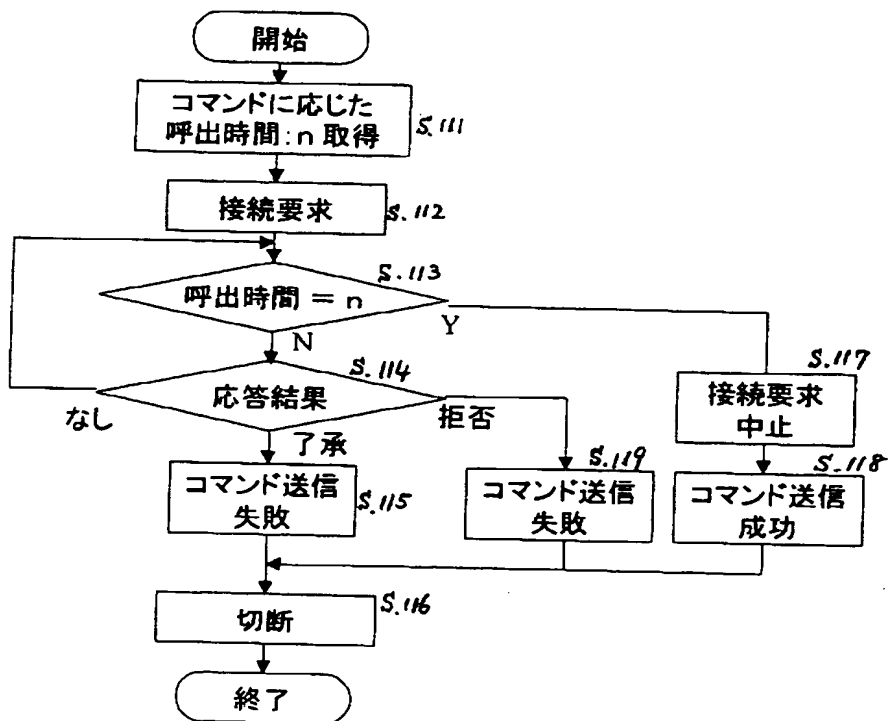 開始
コマンドに応じた
呼出時間:n 取得
S.111
接続要求
S.112
呼出時間 = n
S.113
Y
N
応答結果
S.114
なし
了承
拒否
コマンド送信
失敗
S.115
コマンド送信
失敗
S.119
接続要求
中止
S.117
コマンド送信
成功
S.118
切断
S.116
終了